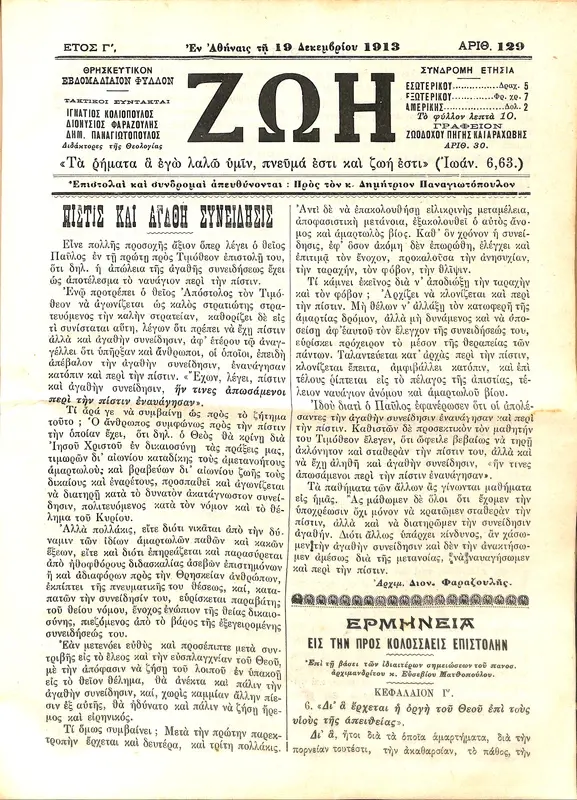 ΕΤΟΣ Γʹ,
Ἐν Ἀθήναις τῇ 19 Δεκεμβρίου 1913
ΑΡΙΘ. 129
ΘΡΗΣΚΕΥΤΙΚΟΝ
ΕΒΔΟΜΑΔΙΑΙΟΝ ΦΥΛΛΟΝ
ΤΑΚΤΙΚΟΙ ΣΥΝΤΑΚΤΑΙ
ΙΓΝΑΤΙΟΣ ΚΟΛΙΟΠΟΥΛΟΣ
ΔΙΟΝΥΣΙΟΣ ΦΑΡΑΖΟΥΛΗΣ
ΔΗΜ. ΠΑΝΑΓΙΩΤΟΠΟΥΛΟΣ
Διδάκτορες τῆς Θεολογίας
ΖΩΗ
ΣΥΝΔΡΟΜΗ ΕΤΗΣΙΑ
ΕΣΩΤΕΡΙΚΟΥ..............Δραχ. 5
ΕΞΩΤΕΡΙΚΟΥ............Φρ. χρ. 7
ΑΜΕΡΙΚΗΣ.................Δολ. 2
Τὸ φύλλον λεπτὰ 10.
ΓΡΑΦΕΙΟΝ
ΖΩΟΔΟΧΟΥ ΠΗΓΗΣ ΚΑΙ ΑΡΑΧΩΒΗΣ
ΑΡΙΘ. 30.
«Τὰ ῥήματα ἃ ἐγὼ λαλῶ ὑμῖν, πνεῦμά ἐστι καὶ ζωή ἐστι» (Ἰωάν. 6,63.)
Ἐπιστολαὶ καὶ συνδρομαὶ ἀπευθύνονται : Πρὸς τὸν κ. Δημήτριον Παναγιωτόπουλον
ΠΙΣΤΙΣ ΚΑΙ ΑΓΑΘΗ ΣΥΝΕΙΔΗΣΙΣ
Εἶνε πολλῆς προσοχῆς ἄξιον ὅπερ λέγει ὁ θεῖος
Παῦλος ἐν τῇ πρώτῃ πρὸς Τιμόθεον ἐπιστολῇ του,
ὅτι δηλ. ἡ ἀπώλεια τῆς ἀγαθῆς συνειδήσεως ἔχει
ὡς ἀποτέλεσμα τὸ ναυάγιον περὶ τὴν πίστιν.
Ἐνῷ προτρέπει ὁ θεῖος Ἀπόστολος τὸν Τιμό-
θεον νὰ ἀγωνίζεται ὡς καλὸς στρατιώτης στρα-
τευόμενος τὴν καλὴν στρατείαν, καθορίζει δὲ εἰς
τί συνίσταται αὕτη, λέγων ὅτι πρέπει νὰ ἔχῃ πίστιν
ἀλλὰ καὶ ἀγαθὴν συνείδησιν, ἀφ᾽ ἑτέρου τῷ ἀναγ-
γέλλει ὅτι ὑπῆρξαν καὶ ἄνθρωποι, οἱ ὁποῖοι, ἐπειδὴ
ἀπέβαλον τὴν ἀγαθὴν συνείδησιν, ἐναυάγησαν
κατόπιν καὶ περὶ τὴν πίστιν. «Ἔχων, λέγει, πίστιν
καὶ ἀγαθὴν συνείδησιν, ἥν τινες ἀπωσάμενοι
περὶ τὴν πίστιν ἐναυάγησαν».
Τί ἆρά γε νὰ συμβαίνῃ ὡς πρὸς τὸ ζήτημα
τοῦτο ; Ὁ ἄνθρωπος συμφώνως πρὸς τὴν πίστιν
τὴν ὁποίαν ἔχει, ὅτι δηλ. ὁ Θεὸς θὰ κρίνῃ διὰ
Ἰησοῦ Χριστοῦ ἐν δικαιοσύνῃ τὰς πράξεις μας,
τιμωρῶν δι᾽ αἰωνίου καταδίκης τοὺς ἀμετανοήτους
ἁμαρτωλούς· καὶ βραβεύων δι᾽ αἰωνίου ζωῆς τοὺς
δικαίους καὶ ἐναρέτους, προσπαθεῖ καὶ ἀγωνίζεται
νὰ διατηρῇ κατὰ τὸ δυνατὸν ἀκατάγνωστον συνεί-
δησιν, πολιτευόμενος κατὰ τὸν νόμον καὶ τὸ θέ-
λημα τοῦ Κυρίου.
Ἀλλὰ πολλάκις, εἴτε διότι νικᾶται ἀπὸ τὴν δύ-
ναμιν τῶν ἰδίων ἁμαρτωλῶν παθῶν καὶ κακῶν
ἕξεων, εἴτε καὶ διότι ἐπηρεάζεται καὶ παρασύρεται
ἀπὸ ἠθοφθόρους διδασκαλίας ἀσεβῶν ἐπιστημόνων
ἢ καὶ ἀδιαφόρων πρὸς τὴν Θρησκείαν ἀνθρώπων,
ἐκπίπτει τῆς πνευματικῆς του θέσεως, καί, κατα-
πατῶν τὴν συνείδησίν του, εὑρίσκεται παραβάτης
τοῦ θείου νόμου, ἔνοχος ἐνώπιον τῆς θείας δικαιο-
σύνης, πιεζόμενος ἀπὸ τὸ βάρος τῆς ἐξεγειρομένης
συνειδήσεώς του.
Ἐὰν μετενόει εὐθὺς καὶ προσέπιπτε μετὰ συν-
τριβῆς εἰς τὸ ἔλεος καὶ τὴν εὐσπλαγχνίαν τοῦ Θεοῦ,
μὲ τὴν ἀπόφασιν νὰ ζήσῃ τοῦ λοιποῦ ἐν ὑπακοῇ
εἰς τὸ θεῖον θέλημα, θὰ ἀνέκτα καὶ πάλιν τὴν
ἀγαθὴν συνείδησιν, καί, χωρὶς καμμίαν ἄλλην πίε-
σιν ἐξ αὐτῆς, θὰ ἠδύνατο καὶ πάλιν νὰ ζήσῃ ἤρε-
μος καὶ εἰρηνικός.
Τί ὅμως συμβαίνει ; Μετὰ τὴν πρώτην παρεκ-
τροπὴν ἔρχεται καὶ δευτέρα, καὶ τρίτη πολλάκις.
Ἀντὶ δὲ νὰ ἐπακολουθήσῃ εἰλικρινὴς μεταμέλεια,
ἀποφασιστικὴ μετάνοια, ἐξακολουθεῖ ὁ αὐτὸς ἄνο-
μος καὶ ἁμαρτωλὸς βίος. Καθ᾽ ὃν χρόνον ἡ συνεί-
δησις, ἐφ᾽ ὅσον ἀκόμη δὲν ἐπωρώθη, ἐλέγχει καὶ
ἐπιτιμᾷ τὸν ἔνοχον, προκαλοῦσα τὴν ἀνησυχίαν,
τὴν ταραχήν, τὸν φόβον, τὴν θλῖψιν.
Τί κάμνει ἐκεῖνος διὰ ν᾽ ἀποδιώξῃ τὴν ταραχὴν
καὶ τὸν φόβον ; Ἀρχίζει νὰ κλονίζεται καὶ περὶ
τὴν πίστιν. Μὴ θέλων ν᾽ ἀλλάξῃ τὸν κατωφερῆ τῆς
ἁμαρτίας δρόμον, ἀλλὰ μὴ δυνάμενος καὶ νὰ ἀπο-
σείσῃ ἀφ᾽ ἑαυτοῦ τὸν ἔλεγχον τῆς συνειδήσεώς του,
εὑρίσκει πρόχειρον τὸ μέσον τῆς θεραπείας τῶν
πάντων. Ταλαντεύεται κατ᾽ ἀρχὰς περὶ τὴν πίστιν,
κλονίζεται ἔπειτα, ἀμφιβάλλει κατόπιν, καὶ ἐπὶ
τέλους ῥίπτεται εἰς τὸ πέλαγος τῆς ἀπιστίας, τέ-
λειον ναυάγιον ἀνόμου καὶ ἁμαρτωλοῦ βίου.
Ἰδοὺ διατὶ ὁ Παῦλος ἐφανέρωσεν ὅτι οἱ ἀπολέ-
σαντες τὴν ἀγαθὴν συνείδησιν ἐναυάγησαν καὶ περὶ
τὴν πίστιν. Καθιστῶν δὲ προσεκτικὸν τὸν μαθητήν
του Τιμόθεον ἔλεγεν, ὅτι ὤφειλε βεβαίως νὰ τηρῇ
ἀκλόνητον καὶ σταθερὰν τὴν πίστιν του, ἀλλὰ καὶ
νὰ ἔχῃ ἀληθῆ καὶ ἀγαθὴν συνείδησιν, «ἥν τινες
ἀπωσάμενοι περὶ τὴν πίστιν ἐναυάγησαν».
Τὰ παθήματα τῶν ἄλλων ἂς γίνωνται μαθήματα
εἰς ἡμᾶς. Ἂς μάθωμεν δὲ ὅλοι ὅτι ἔχομεν τὴν
ὑποχρέωσιν ὄχι μόνον νὰ κρατῶμεν σταθερὰν τὴν
πίστιν, ἀλλὰ καὶ νὰ διατηρῶμεν τὴν συνείδησιν
ἀγαθήν. Διότι ἄλλως ὑπάρχει κίνδυνος, ἂν χάσω-
μεν τὴν ἀγαθὴν συνείδησιν καὶ δὲν τὴν ἀνακτήσω-
μεν ἀμέσως διὰ τῆς μεταοίας, νὰ ναυαγήσωμεν
καὶ περὶ τὴν πίστιν.
Ἀρχιμ. Διον. Φαραζουλῆς.
ΕΡΜΗΝΕΙΑ
ΕΙΣ ΤΗΝ ΠΡΟΣ ΚΟΛΟΣΣΑΕΙΣ ΕΠΙΣΤΟΛΗΝ
Ἐπὶ τῇ βάσει τῶν ἰδιαιτέρων σημειώσεων τοῦ πανοσ.
ἀρχιμανδρίτου κ. Εὐσεβίου Ματθοπούλου.
ΚΕΦΑΛΑΙΟΝ Γʹ.
6. «Δι᾽ ἃ ἔρχεται ἡ ὀργὴ τοῦ Θεοῦ ἐπὶ τοὺς
υἱοὺς τῆς ἀπειθείας».
Δι᾽ ἅ, ἤτοι διὰ τὰ ὁποῖα ἁμαρτήματα, διὰ τὴν
πορνείαν τουτέστι, τὴν ἀκαθαρσίαν, τὸ πάθος, τὴν